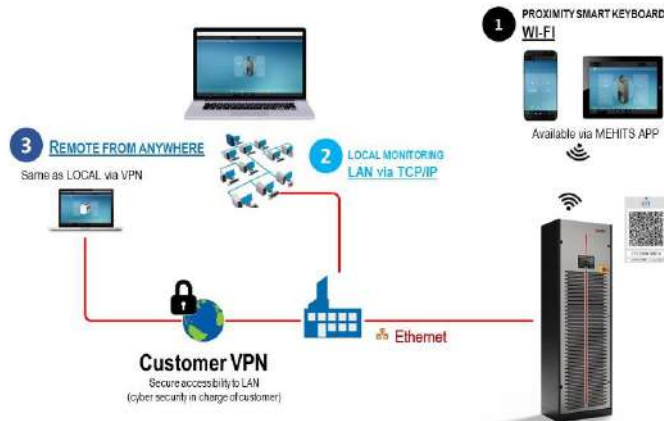 1
PROXIMITY SMART KEYBOARD
WI-FI
Available via MEHITS APP
3
REMOTE FROM ANYWHERE
Same as LOCAL via VPN
2
LOCAL MONITORING
LAN via TCP/IP
Ethernet
Customer VPN
Secure accessibility to LAN
(cyber security in charge of customer)